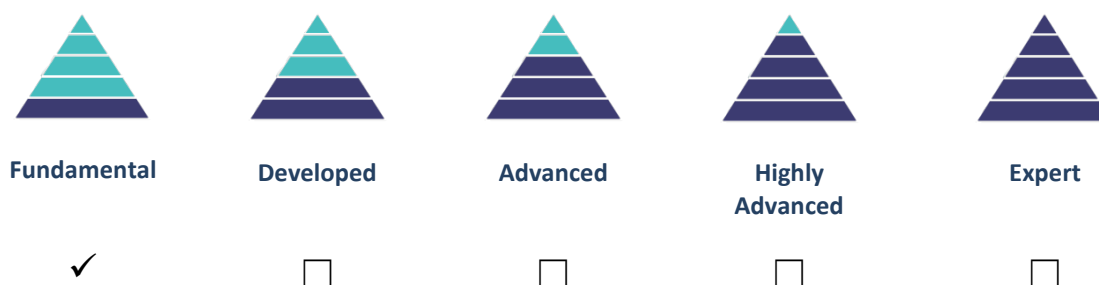 Fundamental
Developed
Advanced
Highly
Advanced
Expert
✓ ☐ ☐ ☐ ☐